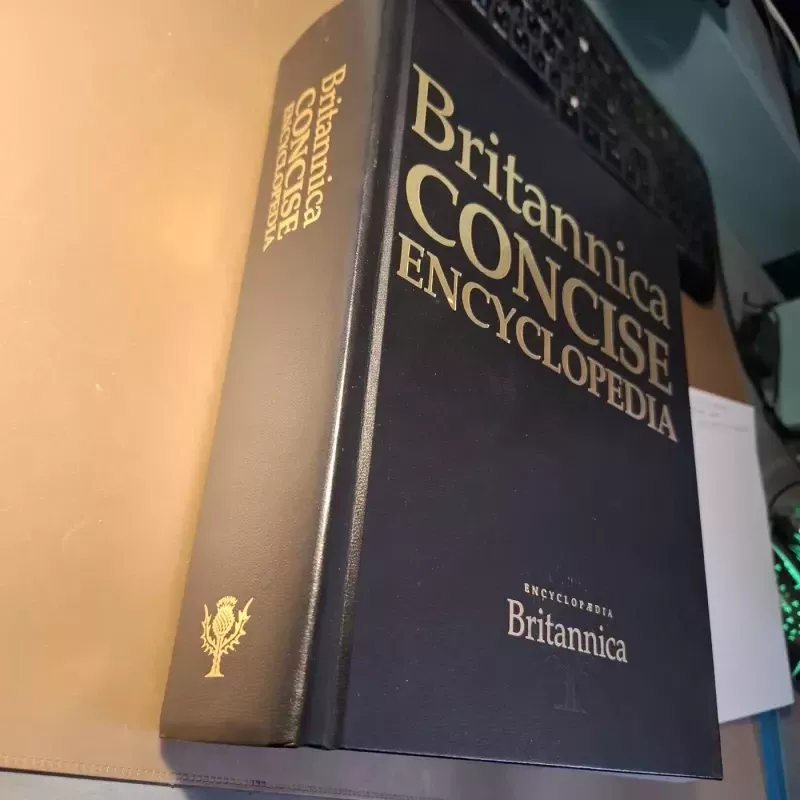 Britannica
CONCISE
ENCYCLOPEDIA
Britannica
CONCISE
ENCYCLOPEDIA
ENCYCLOPÆDIA
Britannica